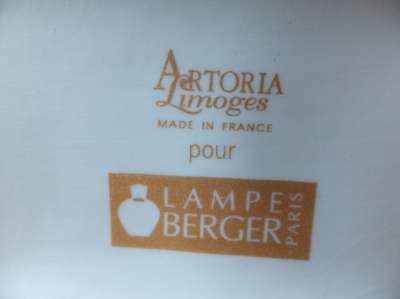 ARTORIA
Limoges
MADE IN FRANCE
pour
LAMPE
BERGER
PARIS